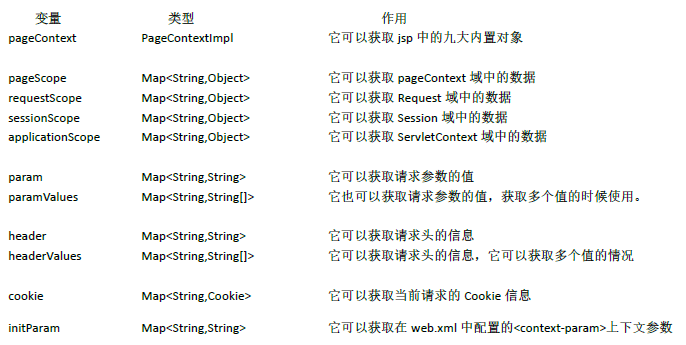 变量 类型 作用
pageContext PageContextImpl 它可以获取 jsp 中的九大内置对象
pageScope Map<String,Object> 它可以获取 pageContext 域中的数据
requestScope Map<String,Object> 它可以获取 Request 域中的数据
sessionScope Map<String,Object> 它可以获取 Session 域中的数据
applicationScope Map<String,Object> 它可以获取 ServletContext 域中的数据
param Map<String,String> 它可以获取请求参数的值
paramValues Map<String,String[]> 它也可以获取请求参数的值，获取多个值的时候使用。
header Map<String,String> 它可以获取请求头的信息
headerValues Map<String,String[]> 它可以获取请求头的信息，它可以获取多个值的情况
cookie Map<String,Cookie> 它可以获取当前请求的 Cookie 信息
initParam Map<String,String> 它可以获取在 web.xml 中配置的<context-param>上下文参数